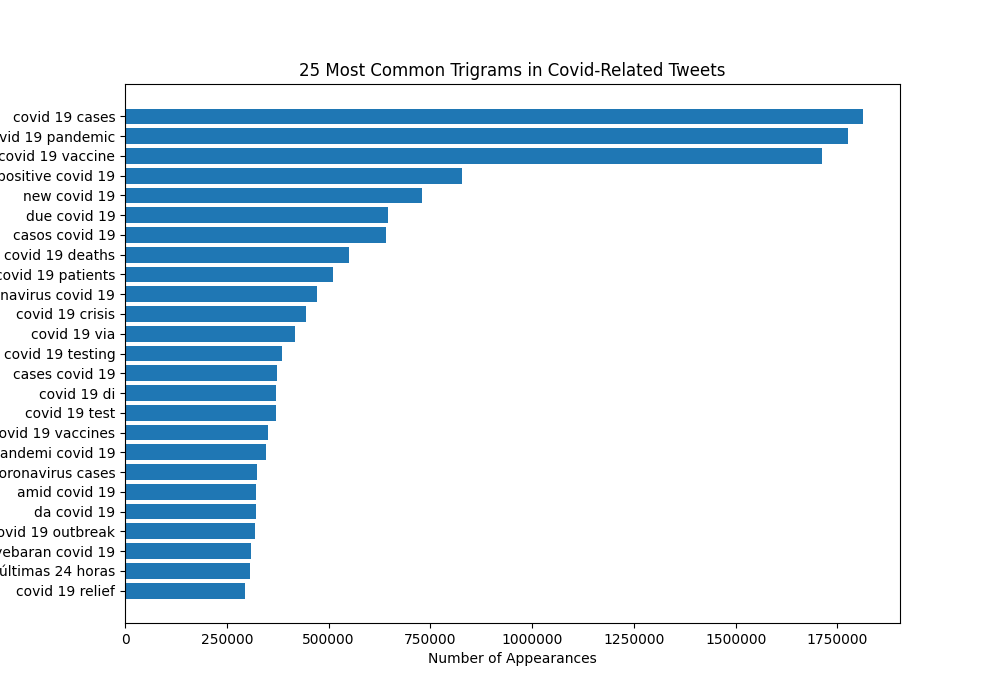 25 Most Common Trigrams in Covid-Related Tweets
covid 19 cases
vid 19 pandemic
covid 19 vaccine
positive covid 19
new covid 19
due covid 19
casos covid 19
covid 19 deaths
covid 19 patients
navirus covid 19
covid 19 crisis
covid 19 via
covid 19 testing
cases covid 19
covid 19 di
covid 19 test
ovid 19 vaccines
andemi covid 19
oronavirus cases
amid covid 19
da covid 19
ovid 19 outbreak
yebaran covid 19
últimas 24 horas
covid 19 relief
0 250000 500000 750000 1000000 1250000 1500000 1750000
Number of Appearances